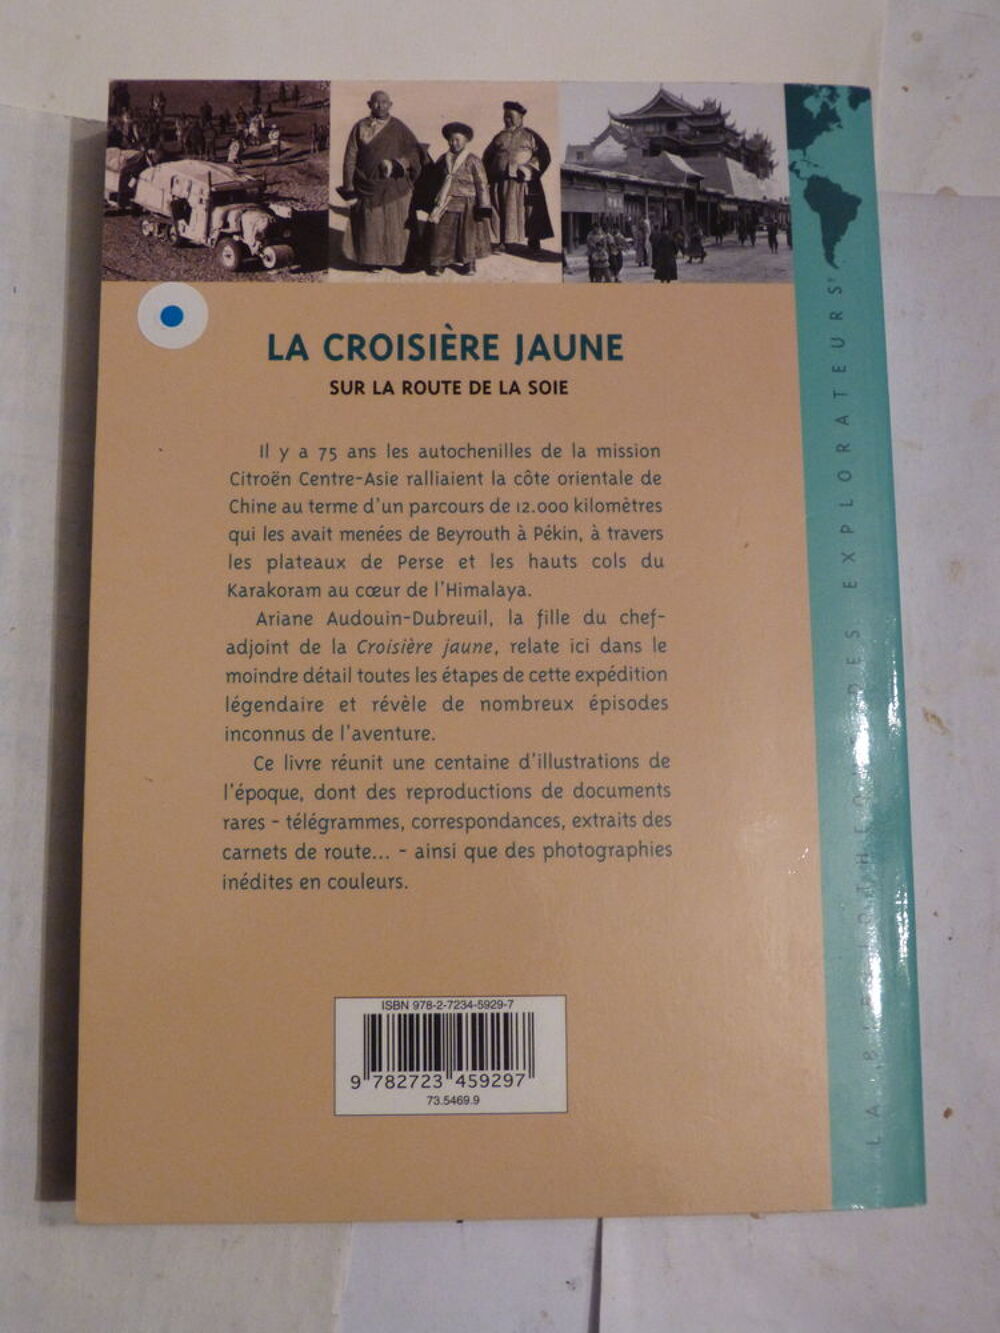 LA CROISIÈRE JAUNE
SUR LA ROUTE DE LA SOIE
Il y a 75 ans les autochenilles de la mission
Citroën Centre-Asie ralliaient la côte orientale de
Chine au terme d'un parcours de 12.000 kilomètres
qui les avait menées de Beyrouth à Pékin, à travers
les plateaux de Perse et les hauts cols du
Karakoram au cœur de l'Himalaya.
Ariane Audouin-Dubreuil, la fille du chef-
adjoint de la Croisière jaune, relate ici dans le
moindre détail toutes les étapes de cette expédition
légendaire et révèle de nombreux épisodes
inconnus de l'aventure.
Ce livre réunit une centaine d'illustrations de
l'époque, dont des reproductions de documents
rares - télégrammes, correspondances, extraits des
carnets de route... - ainsi que des photographies
inédites en couleurs.
ISBN 978-2-7234-5929-7
9 782723 459297
73.5469.9
LA BIBLIOTHEQUE DES EXPLORATEURS